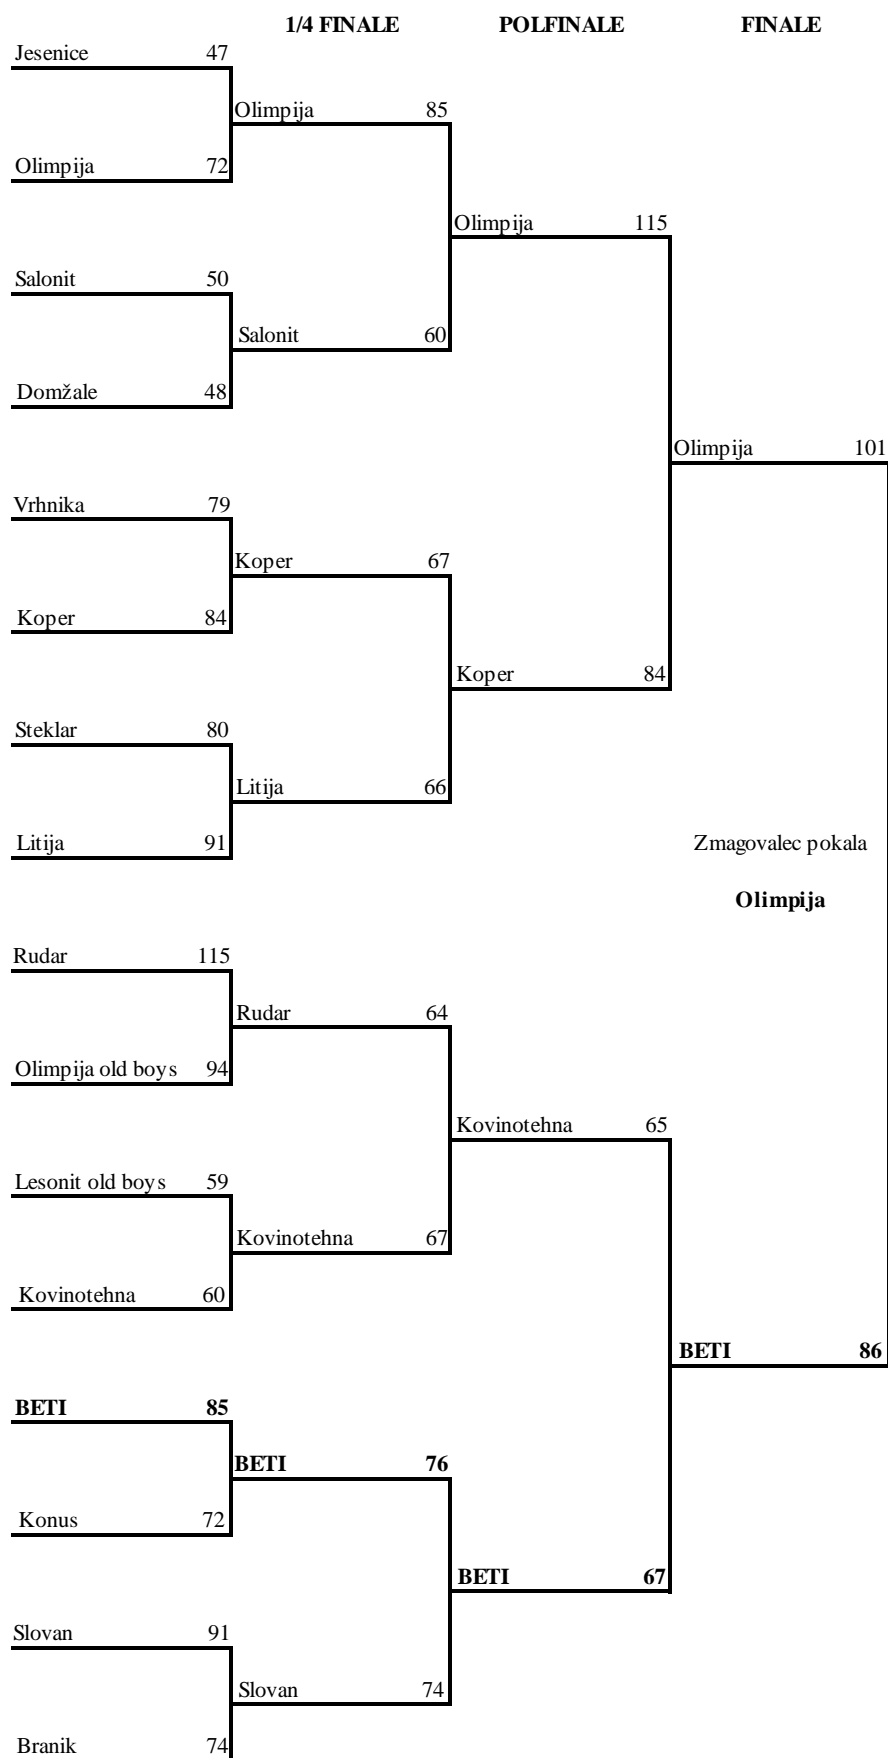 1/4 FINALE POLFINALE FINALE
Jesenice 47
Olimpija 85
Olimpija 72
Olimpija 115
Salonit 50
Salonit 60
Domžale 48
Olimpija 101
Vrhnika 79
Koper 67
Koper 84
Koper 84
Steklar 80
Litija 66
Litija 91
Zmagovalec pokala
Olimpija
Rudar 115
Rudar 64
Olimpija old boys 94
Kovinotehna 65
Lesonit old boys 59
Kovinotehna 67
Kovinotehna 60
BETI 86
BETI 85
BETI 76
Konus 72
BETI 67
Slovan 91
Slovan 74
Branik 74